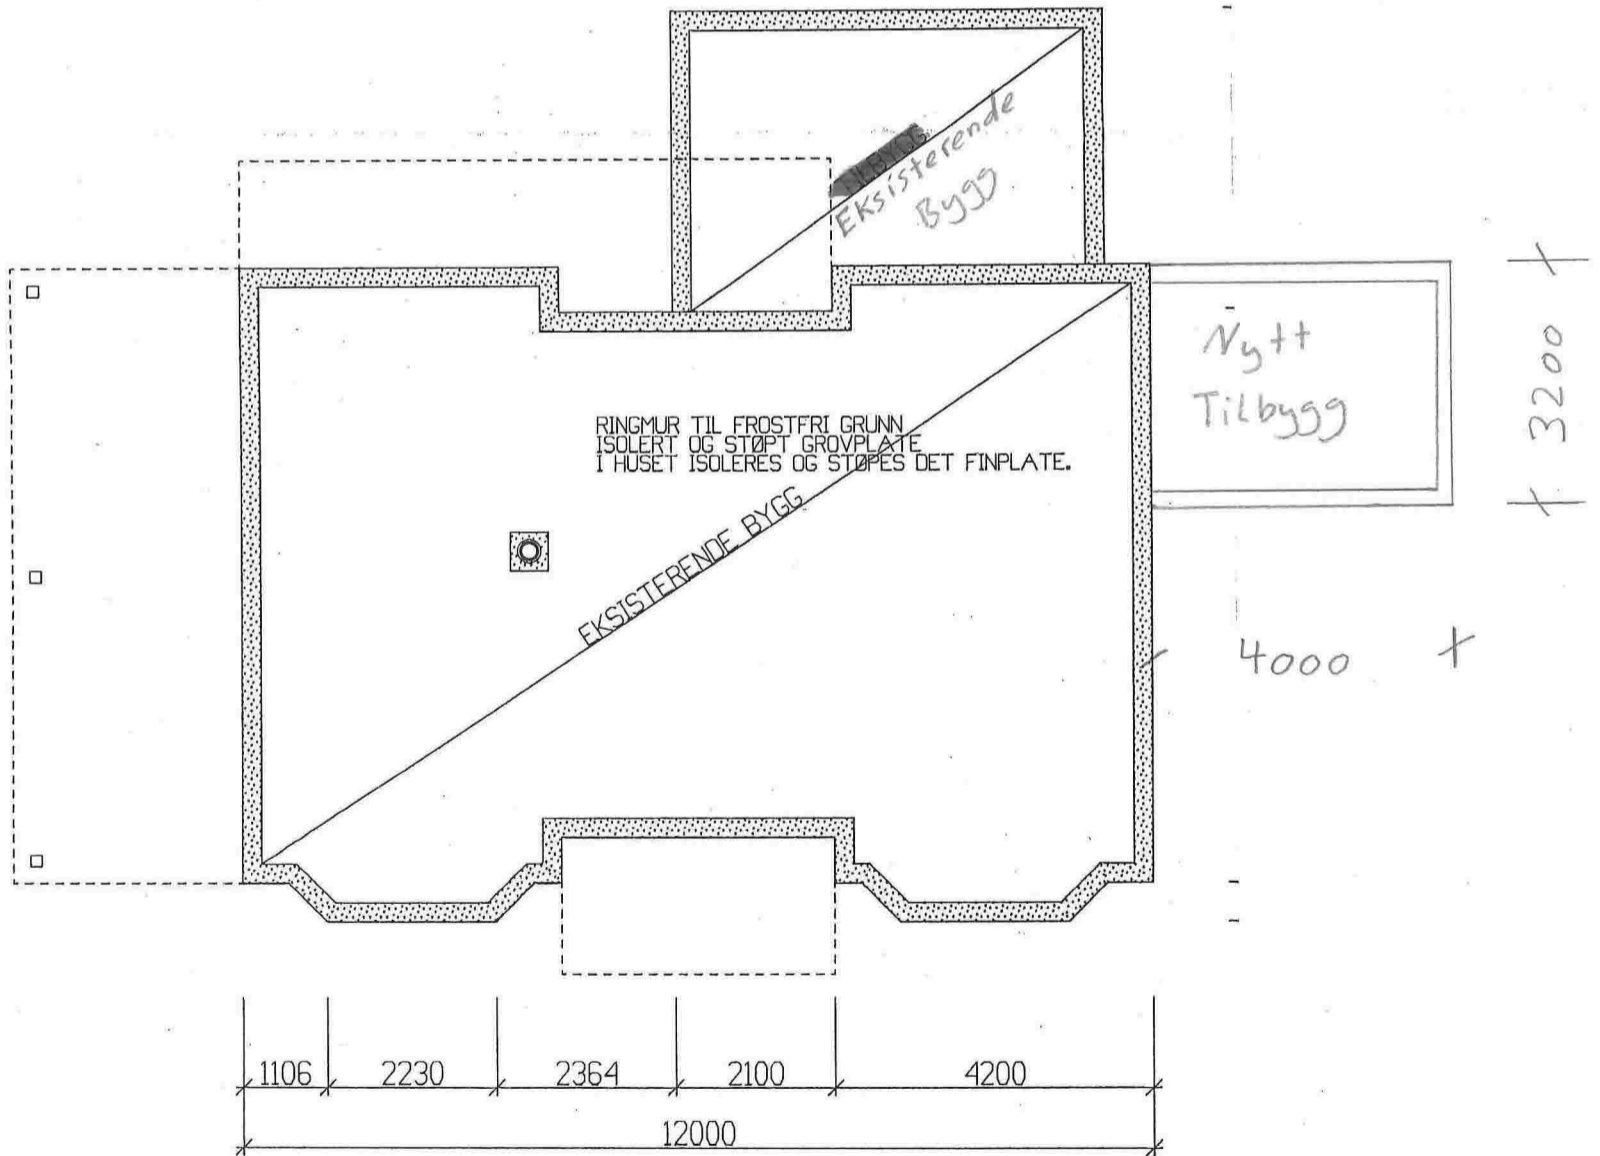 Eksisterende
Bygg
Nytt
Tilbygg
3200
RINGMUR TIL FROSTFRI GRUNN
ISOLERT OG STØPT GROVPLATE
I HUSET ISOLERES OG STØPES DET FINPLATE.
EKSISTERENDE BYGG
4000
1106 2230 2364 2100 4200
12000